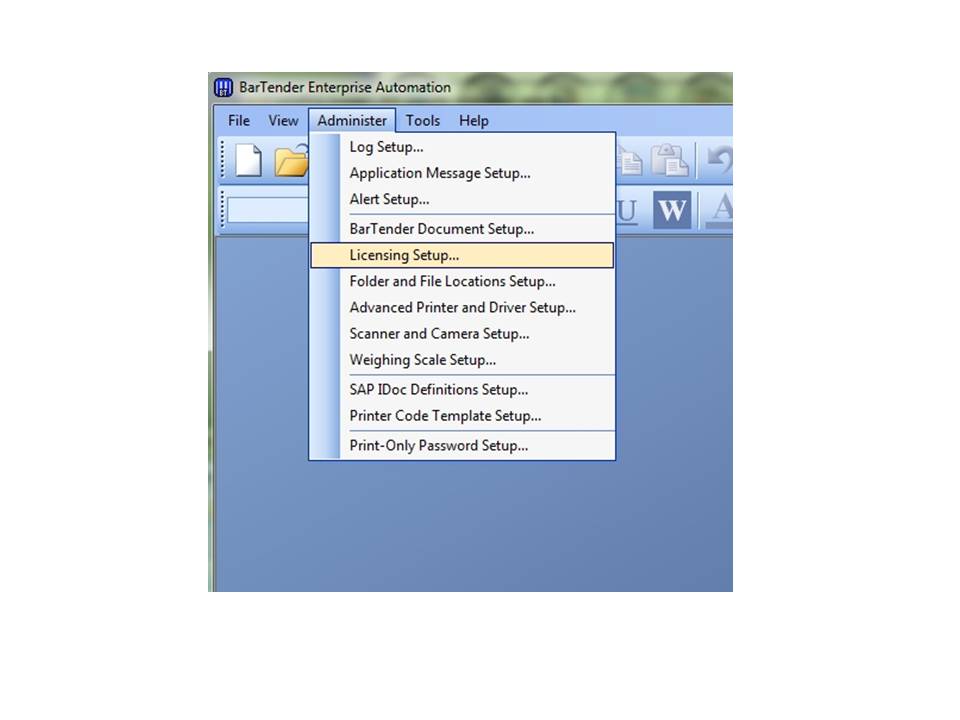 BarTender Enterprise Automation
File View Administer Tools Help
Log Setup...
Application Message Setup...
Alert Setup...
U W A
BarTender Document Setup...
Licensing Setup...
Folder and File Locations Setup...
Advanced Printer and Driver Setup...
Scanner and Camera Setup...
Weighing Scale Setup...
SAP IDoc Definitions Setup...
Printer Code Template Setup...
Print-Only Password Setup...